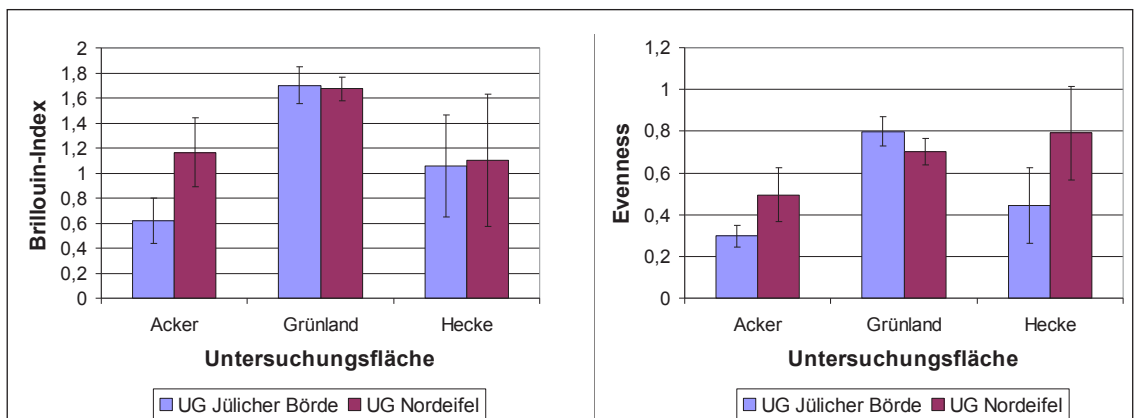 Brillouin-Index
2
1,8
1,6
1,4
1,2
1
0,8
0,6
0,4
0,2
0
Acker Grünland Hecke
Untersuchungsfläche
UG Jülicher Börde UG Nordeifel
Evenness
1,2
1
0,8
0,6
0,4
0,2
0
Acker Grünland Hecke
Untersuchungsfläche
UG Jülicher Börde UG Nordeifel